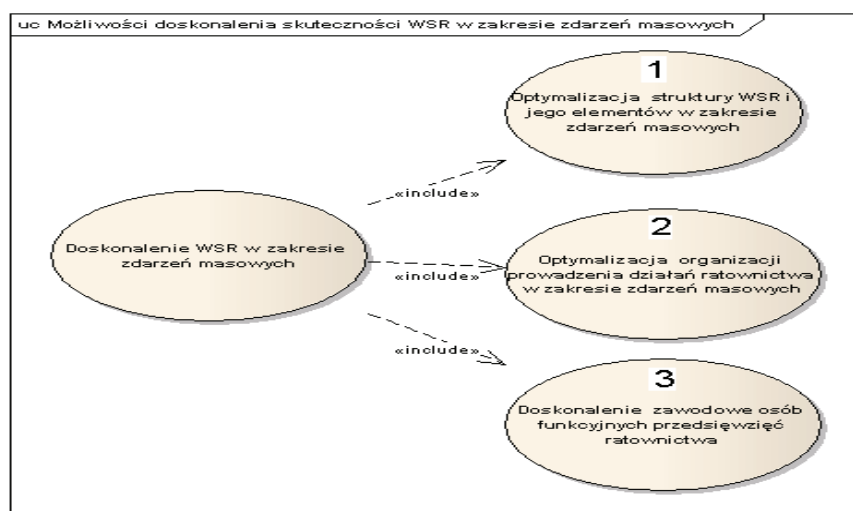 uc Możliwości doskonalenia skuteczności WSR w zakresie zdarzeń masowych
1
Optymalizacja struktury WSR i
jego elementów w zakresie
zdarzeń masowych
«include»
Doskonalenie WSR w zakresie
zdarzeń masowych
«include»
2
Optymalizacja organizacji
prowadzenia działań ratownictwa
w zakresie zdarzeń masowych
«include»
3
Doskonalenie zawodowe osób
funkcyjnych przedsięwzięć
ratownictwa